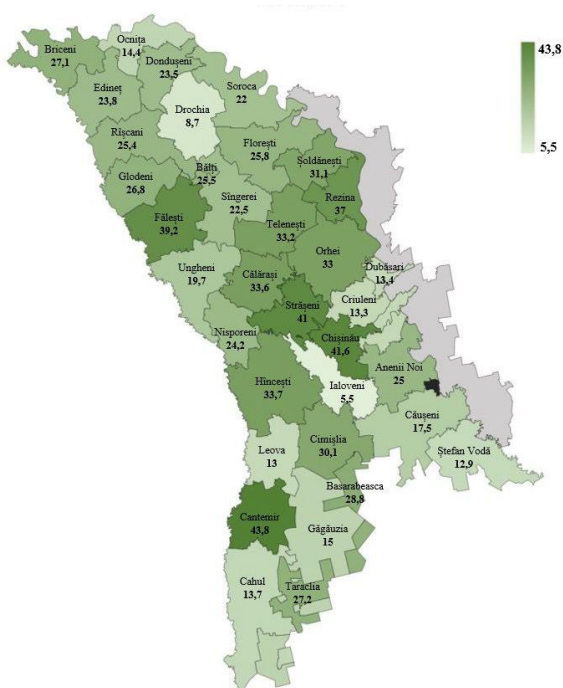 Ocnița
14,4
Briceni
27,1
Dondușeni
23,5
Edineț
23,8
Soroca
22
Drochia
8,7
Rîșcani
25,4
Florești
25,8
Șoldănești
31,1
Bălți
25,5
Glodeni
26,8
Sîngerei
22,5
Rezina
37
Fălești
39,2
Telenești
33,2
Orhei
33
Ungheni
19,7
Călărași
33,6
Dubăsari
13,4
Criuleni
13,3
Strășeni
41
Nisporeni
24,2
Chișinău
41,6
Anenii Noi
25
Hîncești
33,7
Ialoveni
5,5
Căușeni
17,5
Cimișlia
30,1
Leova
13
Ștefan Vodă
12,9
Basarabeasca
28,8
Cantemir
43,8
Găgăuzia
15
Cahul
13,7
Taraclia
27,2
43,8
5,5